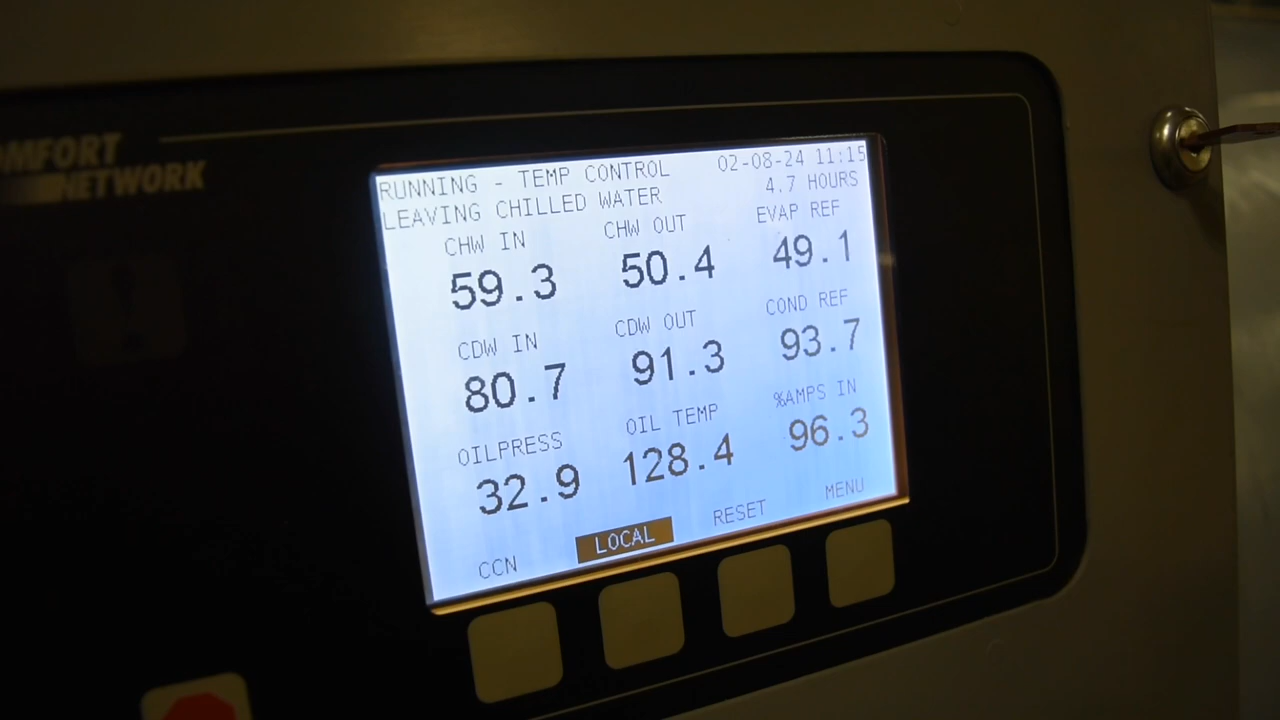 OMFORT
NETWORK
RUNNING - TEMP CONTROL 02-08-24 11:15
LEAVING CHILLED WATER 4.7 HOURS
CHW IN CHW OUT EVAP REF
59.3 50.4 49.1
CDW IN CDW OUT COND REF
80.7 91.3 93.7
OILPRESS OIL TEMP %AMPS IN
32.9 128.4 96.3
CCN LOCAL RESET MENU